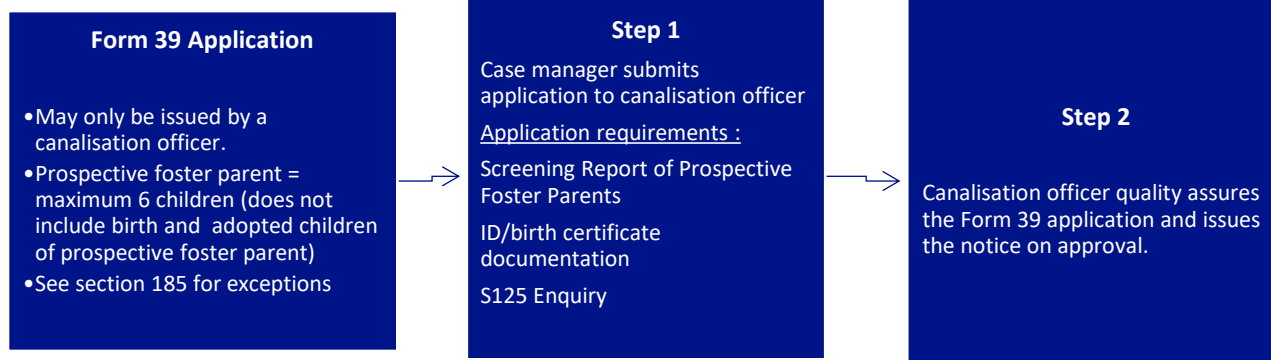 Form 39 Application
•May only be issued by a
canalisation officer.
•Prospective foster parent =
maximum 6 children (does not
include birth and adopted children
of prospective foster parent)
•See section 185 for exceptions
Step 1
Case manager submits
application to canalisation officer
Application requirements :
Screening Report of Prospective
Foster Parents
ID/birth certificate
documentation
S125 Enquiry
Step 2
Canalisation officer quality assures
the Form 39 application and issues
the notice on approval.